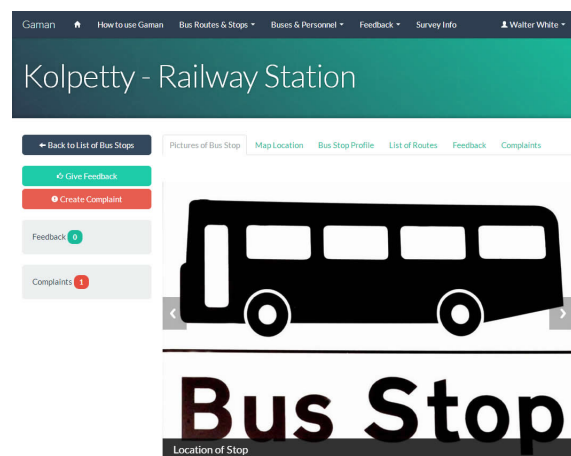 Gaman How to use Gaman Bus Routes & Stops Buses & Personnel Feedback Survey Info Walter White
Kolpetty - Railway Station
Back to List of Bus Stops
Pictures of Bus Stop Map Location Bus Stop Profile List of Routes Feedback Complaints
Give Feedback
Create Complaint
Feedback 0
Complaints 1
Bus Stop
Location of Stop